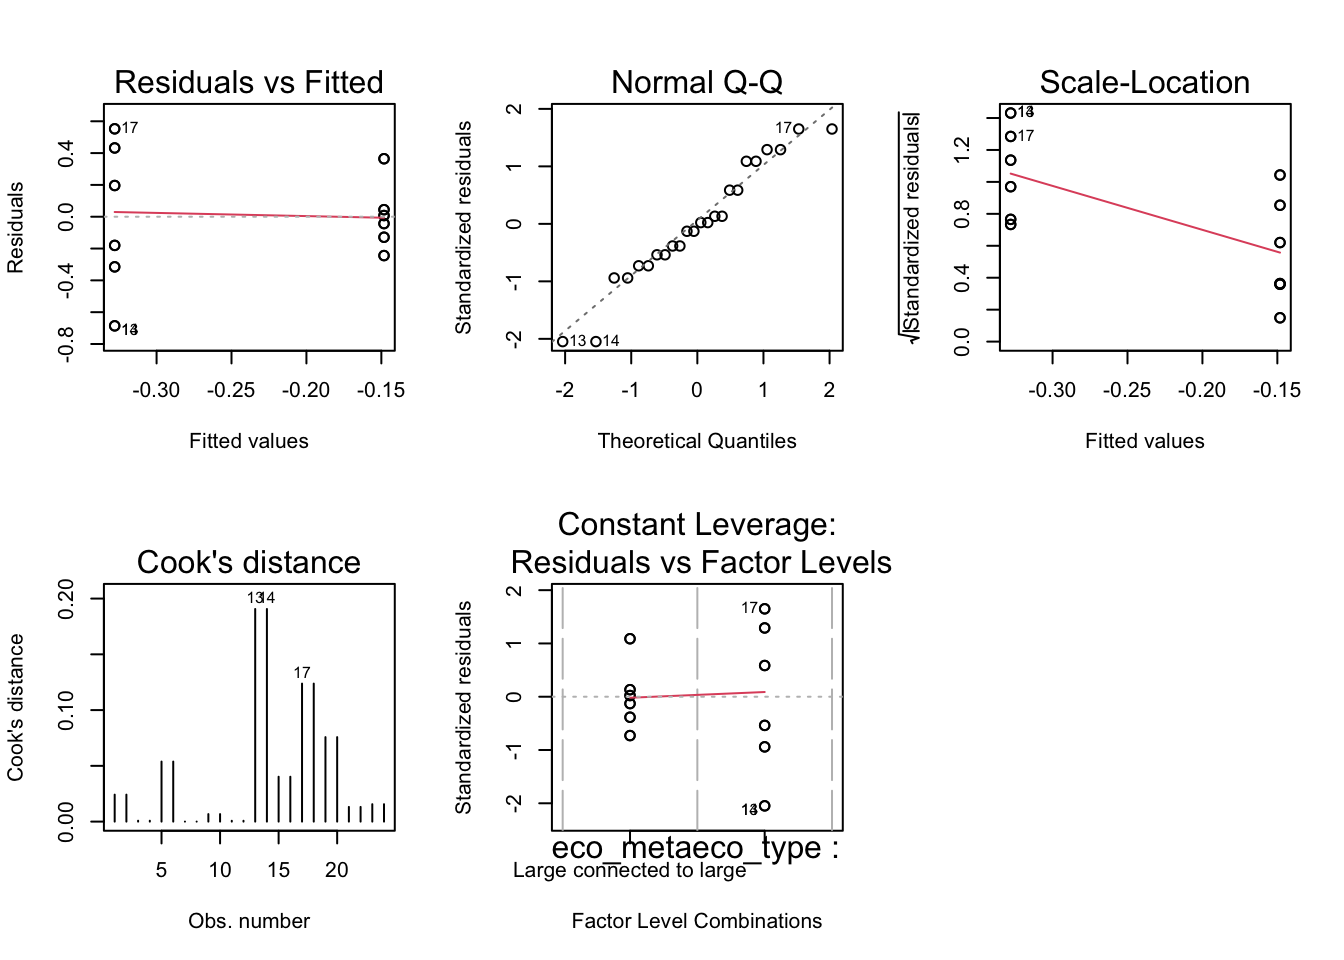 Residuals vs Fitted
Residuals
0.4
0.0
-0.4
-0.8
17
14
-0.30 -0.25 -0.20 -0.15
Fitted values
Normal Q-Q
Standardized residuals
2
1
0
-1
-2
17
13 14
-2 -1 0 1 2
Theoretical Quantiles
Scale-Location
√|Standardized residuals|
1.2
0.8
0.4
0.0
14
17
-0.30 -0.25 -0.20 -0.15
Fitted values
Cook's distance
Cook's distance
0.20
0.10
0.00
13 14
17
5 10 15 20
Obs. number
Constant Leverage:
Residuals vs Factor Levels
Standardized residuals
2
1
0
-1
-2
17
14
eco_metaeco_type :
Large connected to large
Factor Level Combinations